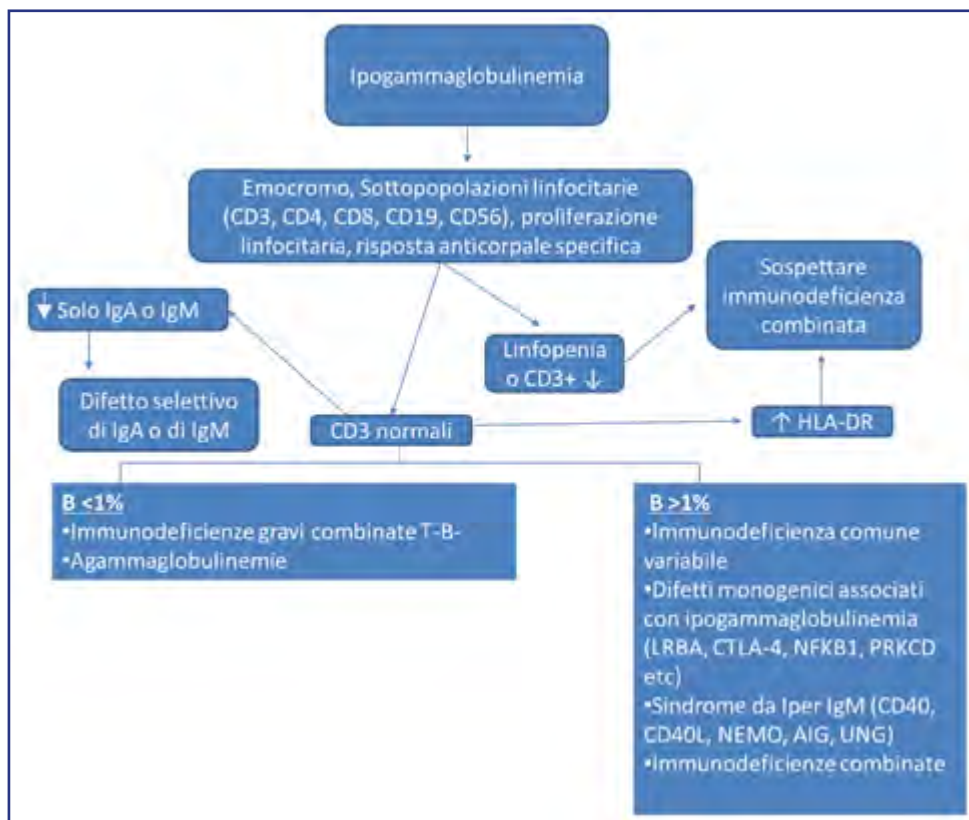 Ipogammaglobulinemia
Emocromo, Sottopopolazioni linfocitarie
(CD3, CD4, CD8, CD19, CD56), proliferazione
linfocitaria, risposta anticorpale specifica
Sospettare
immunodeficienza
combinata
↓ Solo IgA o IgM
Linfopenia
o CD3+ ↓
Difetto selettivo
di IgA o di IgM
CD3 normali
↑ HLA-DR
B <1%
•Immunodeficienze gravi combinate T-B-
•Agammaglobulinemie
B >1%
•Immunodeficienza comune
variabile
•Difetti monogenici associati
con ipogammaglobulinemia
(LRBA, CTLA-4, NFKB1, PRKCD
etc)
•Sindrome da Iper IgM (CD40,
CD40L, NEMO, AIG, UNG)
•Immunodeficienze combinate